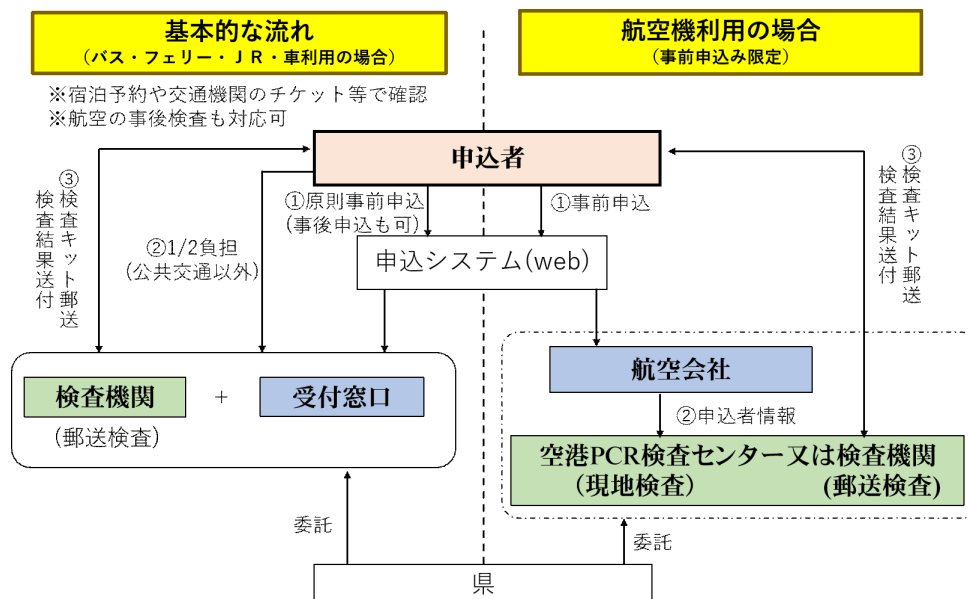 基本的な流れ
（バス・フェリー・ＪＲ・車利用の場合）
航空機利用の場合
（事前申込み限定）
※宿泊予約や交通機関のチケット等で確認
※航空の事後検査も対応可
申込者
③検査キット郵送
検査結果送付
②1/2負担
(公共交通以外)
①原則事前申込
(事後申込も可)
①事前申込
③検査キット郵送
検査結果送付
申込システム(web)
検査機関
+
受付窓口
(郵送検査)
航空会社
②申込者情報
空港PCR検査センター又は検査機関
（現地検査） (郵送検査)
委託
委託
県